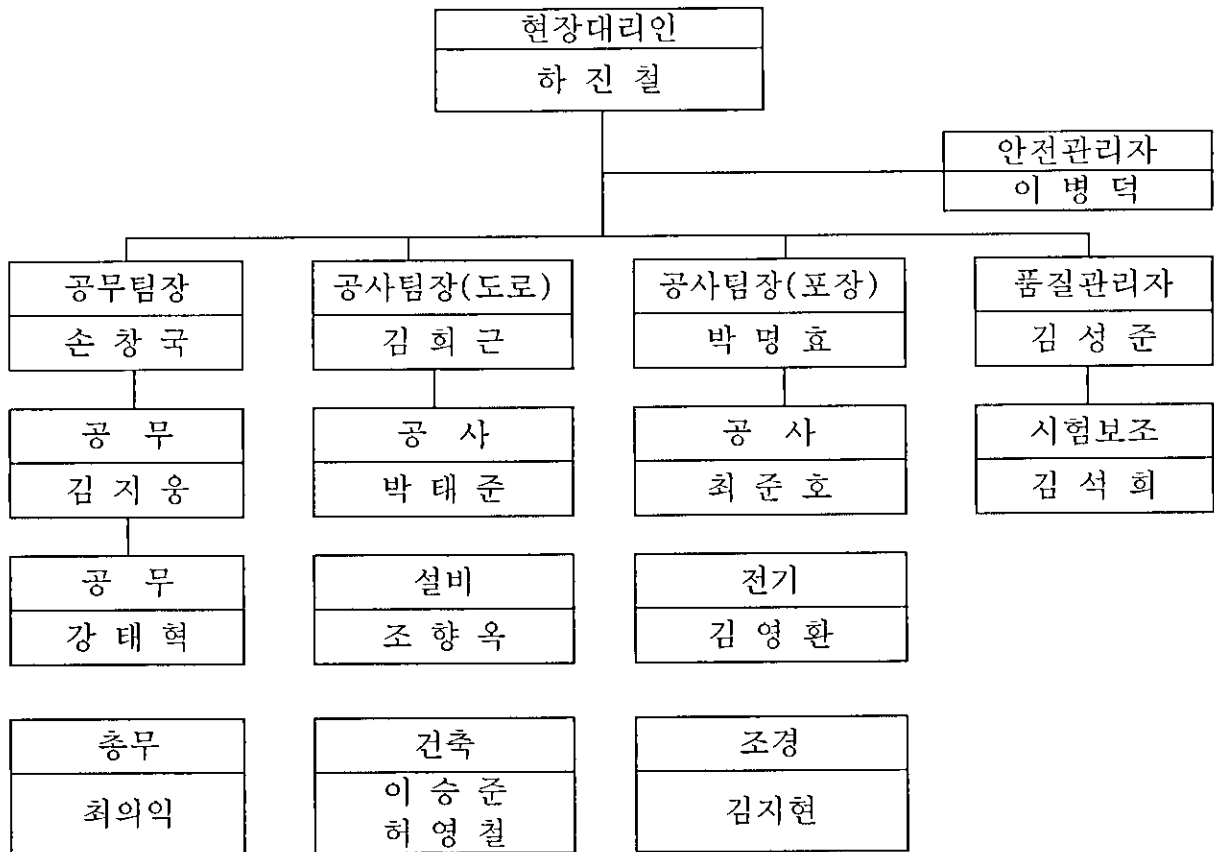 현장대리인
하 진 철
안전관리자
이 병 덕
공무팀장
손 창 국
공사팀장(도로)
김 희 근
공사팀장(포장)
박 명 효
품질관리자
김 성 준
공 무
김 지 웅
공 사
박 태 준
공 사
최 준 호
시험보조
김 석 희
공 무
강 태 혁
설비
조 향 옥
전기
김 영 환
총무
최의익
건축
이 승 준
허 영 철
조경
김지현